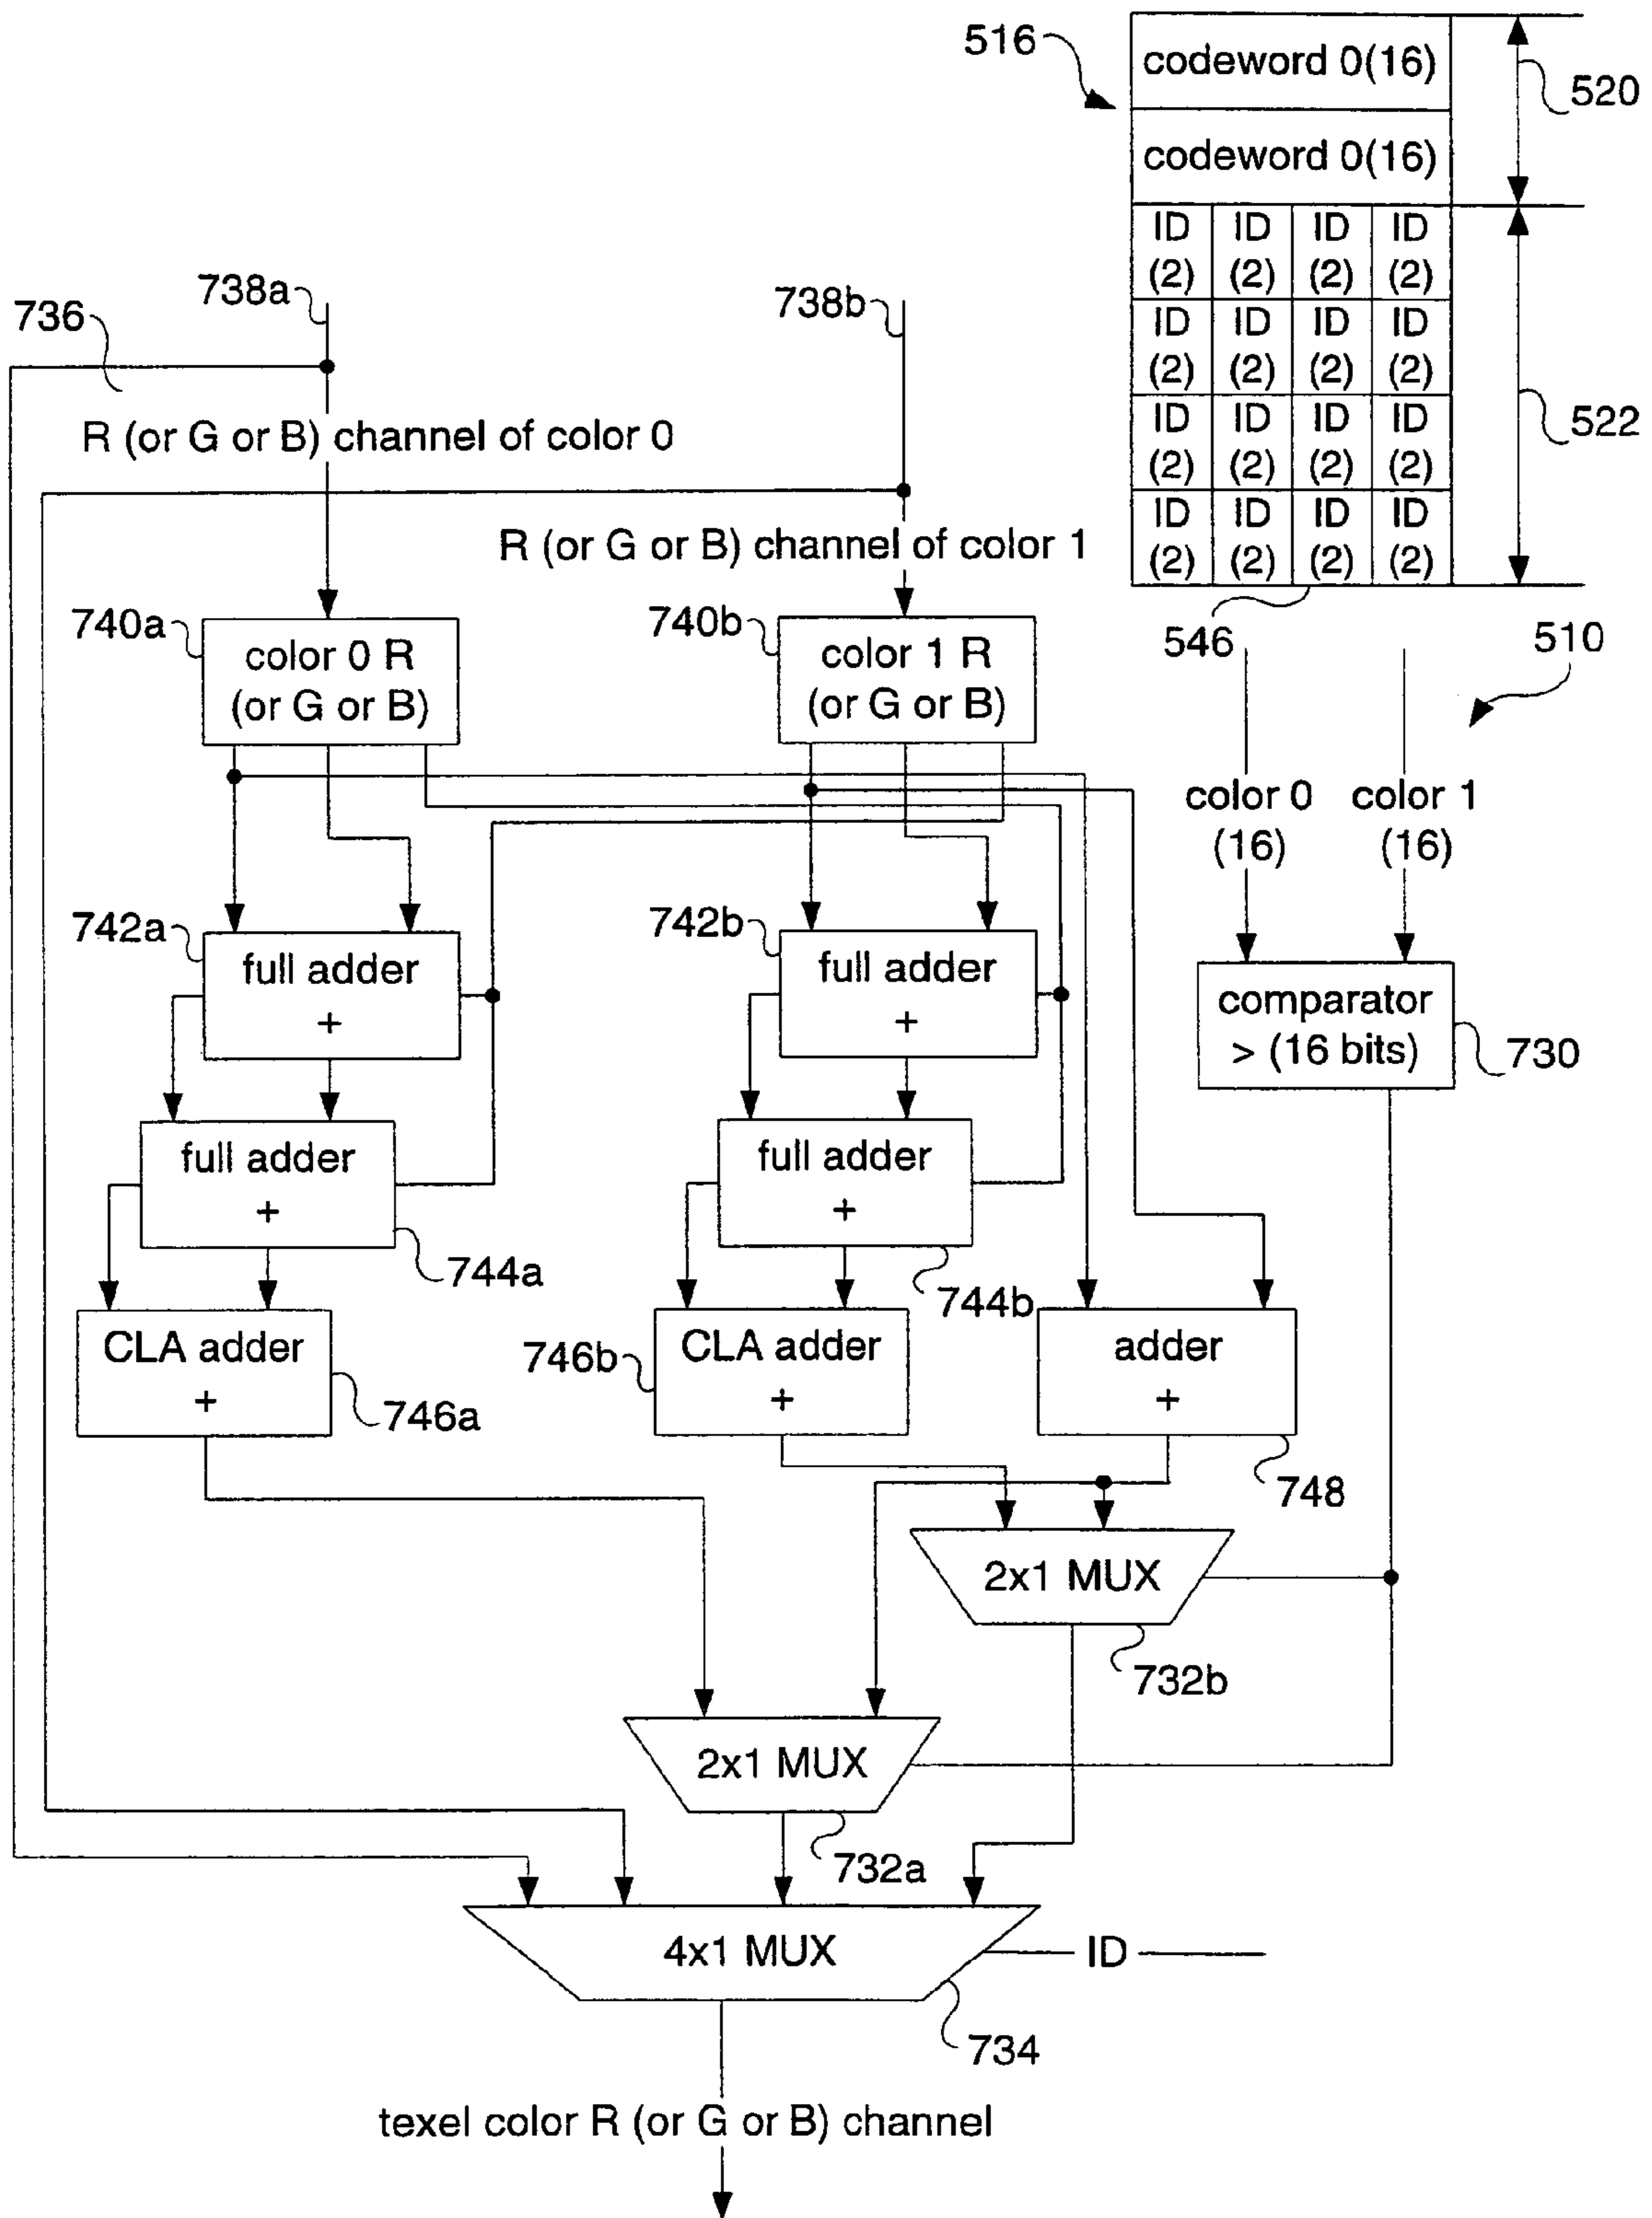 516
codeword 0(16)
520
codeword 0(16)
ID ID ID ID
(2) (2) (2) (2)
ID ID ID ID
(2) (2) (2) (2)
ID ID ID ID
(2) (2) (2) (2)
ID ID ID ID
(2) (2) (2) (2)
522
546
510
736
738a
738b
R (or G or B) channel of color 0
R (or G or B) channel of color 1
740a
color 0 R
(or G or B)
740b
color 1 R
(or G or B)
color 0
(16)
color 1
(16)
742a
full adder
+
742b
full adder
+
comparator
> (16 bits)
730
full adder
+
744a
full adder
+
744b
CLA adder
+
746a
746b
CLA adder
+
adder
+
748
2x1 MUX
732b
2x1 MUX
732a
4x1 MUX
ID
734
texel color R (or G or B) channel